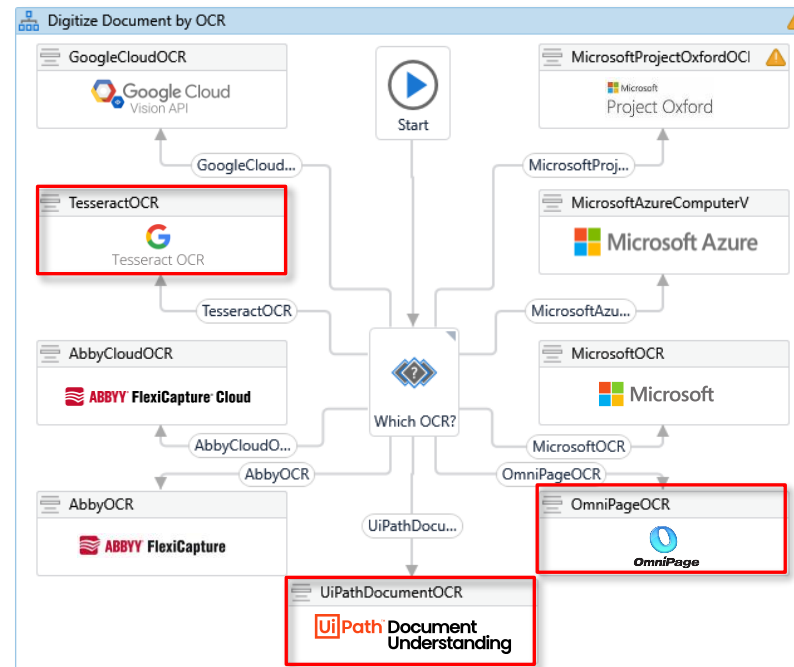 Digitize Document by OCR
GoogleCloudOCR
Google Cloud
Vision API
Start
MicrosoftProjectOxfordOCI
Microsoft
Project Oxford
GoogleCloud...
MicrosoftProj...
TesseractOCR
G
Tesseract OCR
MicrosoftAzureComputerV
Microsoft Azure
TesseractOCR
MicrosoftAzu...
AbbyCloudOCR
ABBYY FlexiCapture Cloud
?
Which OCR?
MicrosoftOCR
Microsoft
AbbyCloudO...
MicrosoftOCR
AbbyOCR
OmniPageOCR
AbbyOCR
ABBYY FlexiCapture
UiPathDocu...
OmniPageOCR
OmniPage
UiPathDocumentOCR
UiPath Document
Understanding